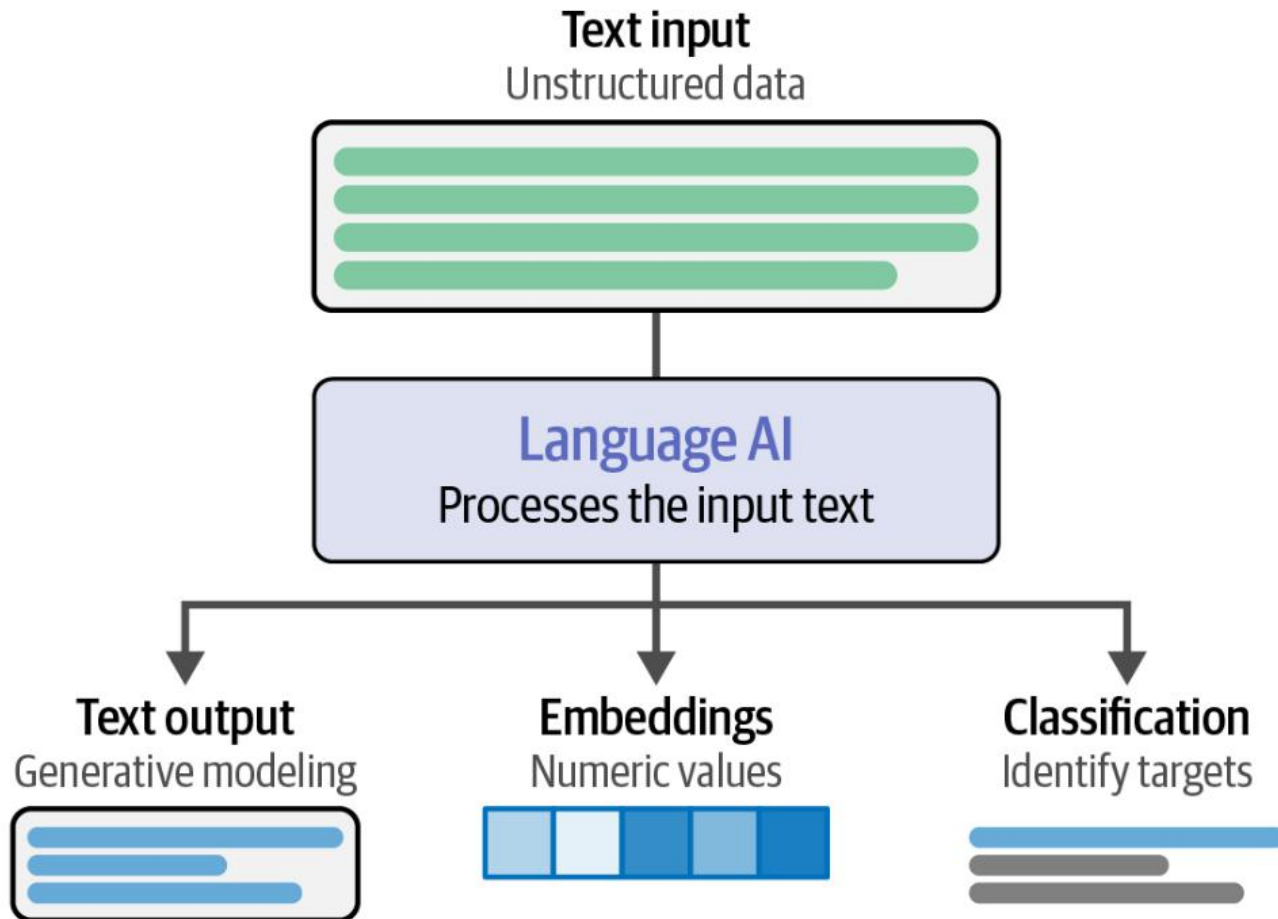 Text input
Unstructured data
Language AI
Processes the input text
Text output
Generative modeling
Embeddings
Numeric values
Classification
Identify targets